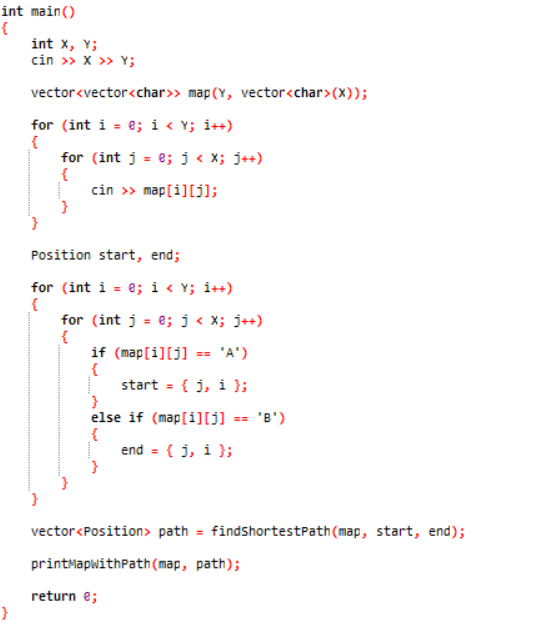 int main()
{
    int X, Y;
    cin >> X >> Y;
    vector<vector<char>> map(Y, vector<char>(X));
    for (int i = 0; i < Y; i++)
    {
        for (int j = 0; j < X; j++)
        {
            cin >> map[i][j];
        }
    }
    Position start, end;
    for (int i = 0; i < Y; i++)
    {
        for (int j = 0; j < X; j++)
        {
            if (map[i][j] == 'A')
            {
                start = { j, i };
            }
            else if (map[i][j] == 'B')
            {
                end = { j, i };
            }
        }
    }
    vector<Position> path = findShortestPath(map, start, end);
    printMapWithPath(map, path);
    return 0;
}